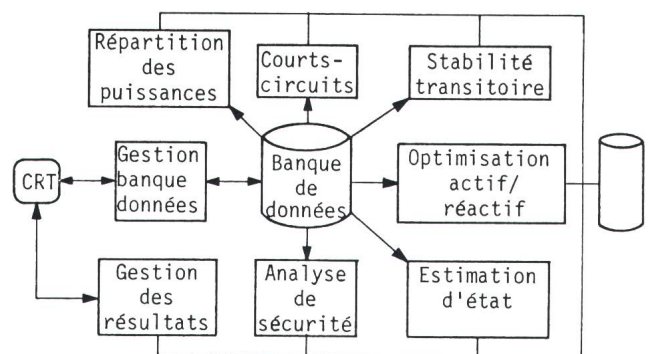 Répartition
des
puissances
Courts-
circuits
Stabilité
transitoire
CRT
Gestion
banque
données
Banque
de
données
Optimisation
actif/
réactif
Gestion
des
résultats
Analyse
de
sécurité
Estimation
d'état